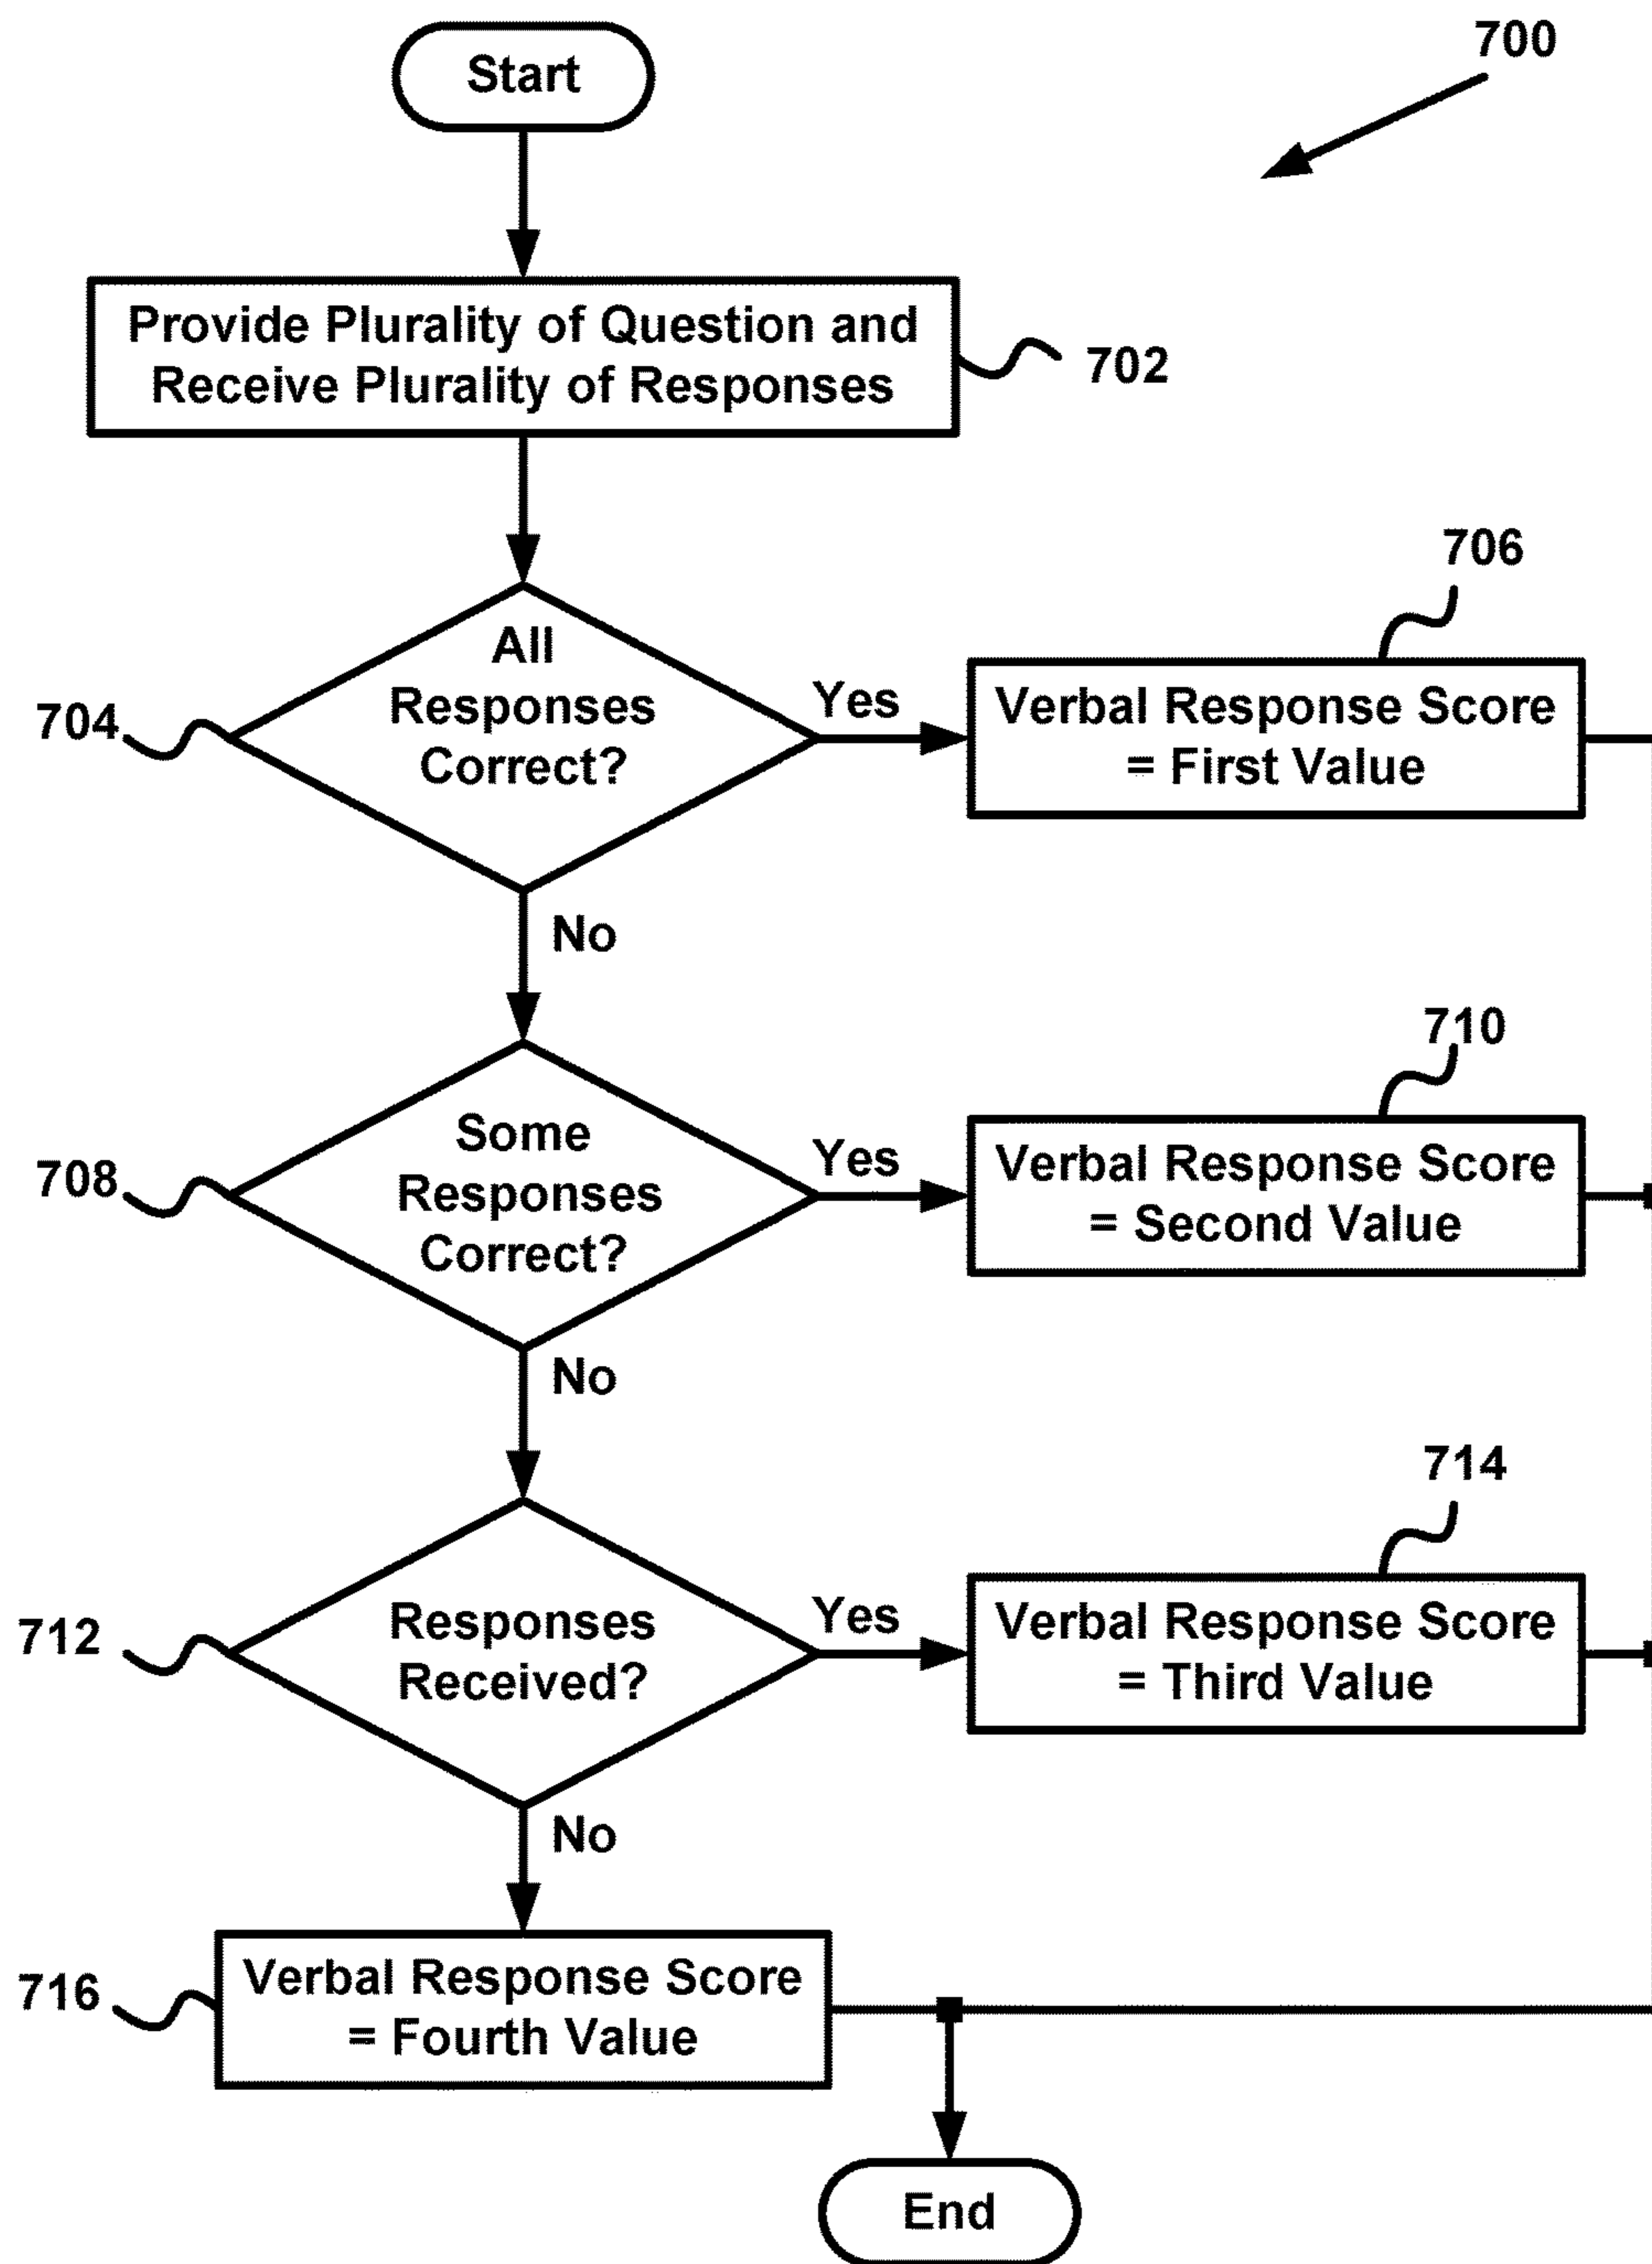 Start
700
Provide Plurality of Question and
Receive Plurality of Responses
702
All
Responses
Correct?
704
Yes
706
Verbal Response Score
= First Value
No
Some
Responses
Correct?
708
Yes
710
Verbal Response Score
= Second Value
No
Responses
Received?
712
Yes
714
Verbal Response Score
= Third Value
No
716
Verbal Response Score
= Fourth Value
End